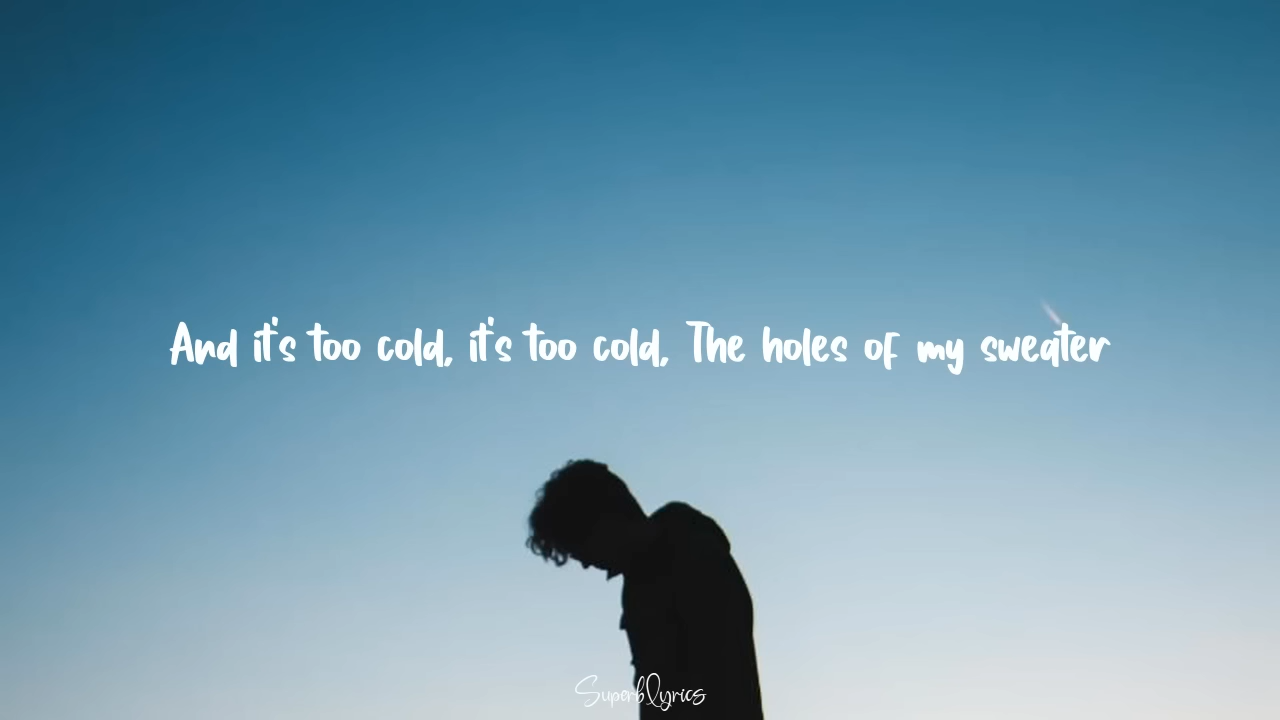 And it's too cold, it's too cold, The holes of my sweater
Superblyrics